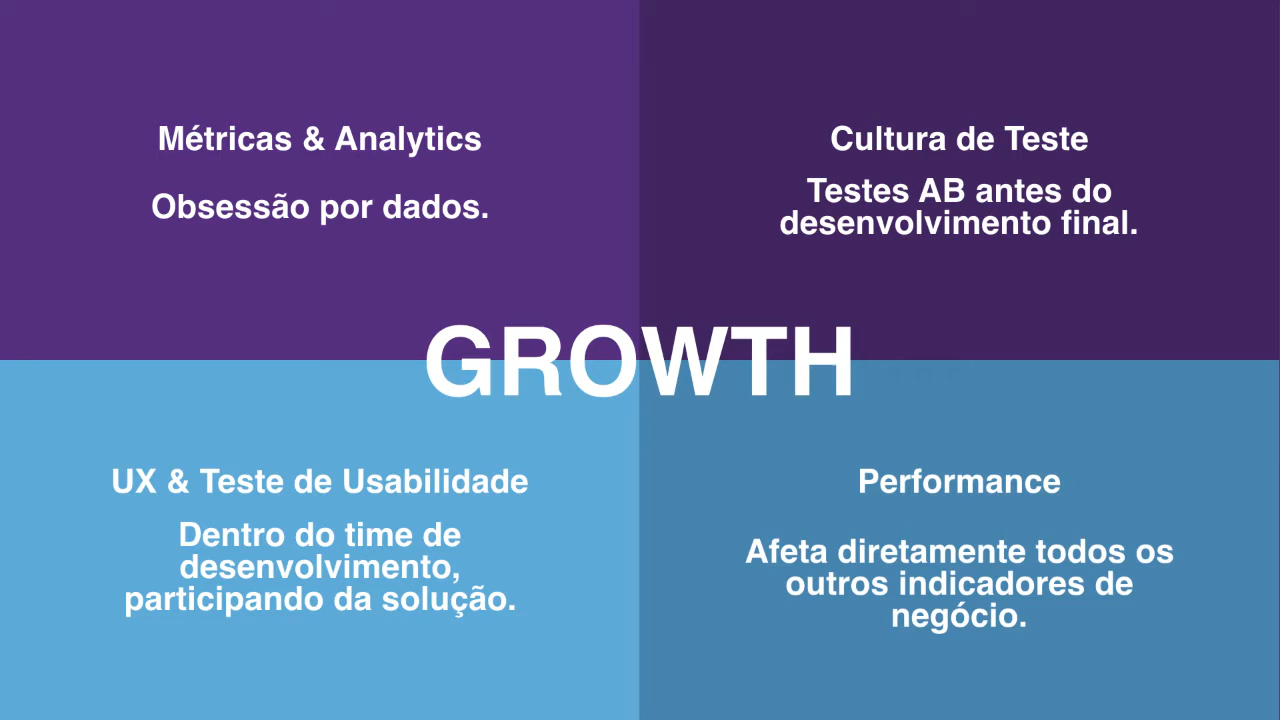 Métricas & Analytics
Obsessão por dados.
Cultura de Teste
Testes AB antes do
desenvolvimento final.
GROWTH
UX & Teste de Usabilidade
Dentro do time de
desenvolvimento,
participando da solução.
Performance
Afeta diretamente todos os
outros indicadores de
negócio.